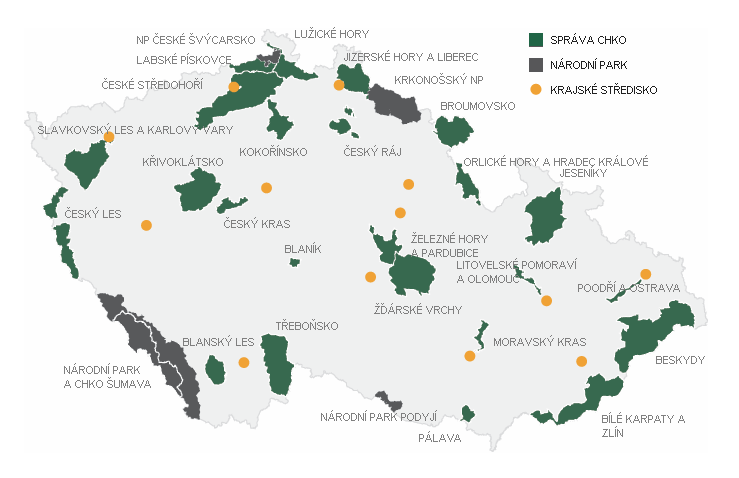 LUŽICKÉ HORY
NP ČESKÉ ŠVÝCARSKO
LABSKÉ PÍSKOVCE
JIZERSKÉ HORY A LIBEREC
KRKONOŠSKÝ NP
ČESKÉ STŘEDOHOŘÍ
BROUMOVSKO
SPRÁVA CHKO
NÁRODNÍ PARK
KRAJSKÉ STŘEDISKO
SLAVKOVSKÝ LES A KARLOVY VARY
KŘIVOKLÁTSKO
KOKOŘÍNSKO
ČESKÝ RÁJ
ORLICKÉ HORY A HRADEC KRÁLOVÉ
JESENÍKY
ČESKÝ LES
ČESKÝ KRAS
BLANÍK
ŽELEZNÉ HORY
A PARDUBICE
LITOVELSKÉ POMORAVÍ
A OLOMOUC
POODŘÍ A OSTRAVA
ŽĎÁRSKÉ VRCHY
TŘEBOŇSKO
BLANSKÝ LES
MORAVSKÝ KRAS
BESKYDY
NÁRODNÍ PARK
A CHKO ŠUMAVA
NÁRODNÍ PARK PODYJÍ
PÁLAVA
BÍLÉ KARPATY A
ZLÍN